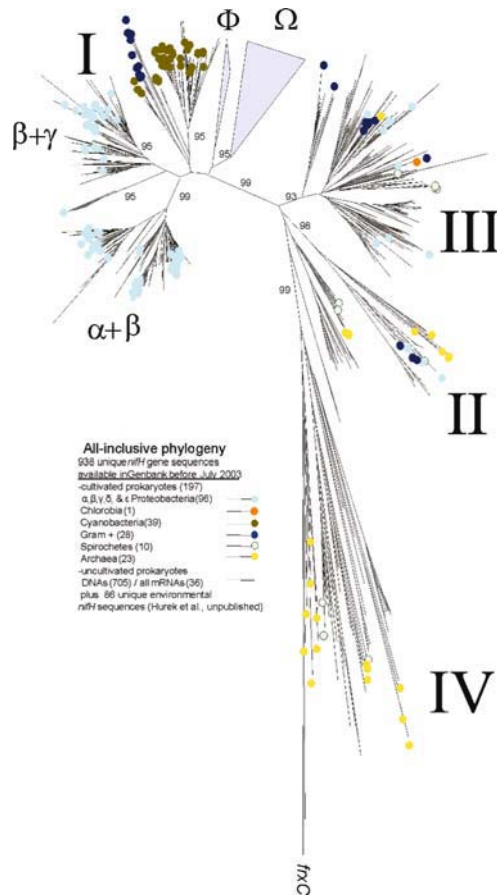 I
Φ
Ω
β+γ
95
95
95
99
95
99
93
98
III
α+β
99
II
All-inclusive phylogeny
938 unique nifH gene sequences
available in Genbank before July 2003
-cultivated prokaryotes (197)
α,β,γ,δ, & ε Proteobacteria (96)
Chlorobia (1)
Cyanobacteria (39)
Gram + (28)
Spirochetes (10)
Archaea (23)
-uncultivated prokaryotes
DNAs (705) / all mRNAs (36)
plus 86 unique environmental
nifH sequences (Hurek et al., unpublished)
IV
frxC